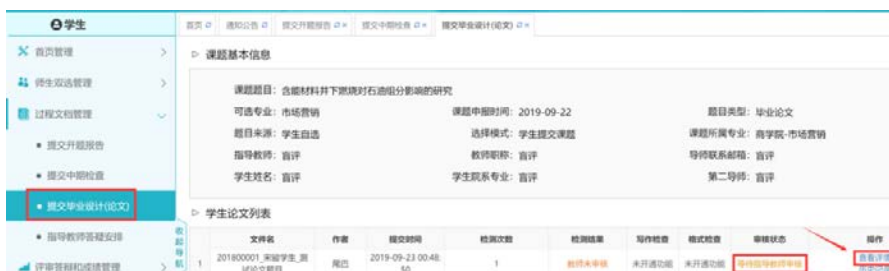 学生
首页 通知公告 提交开题报告 提交中期检查 提交毕业设计(论文)
首页管理
师生双选管理
过程文档管理
提交开题报告
提交中期检查
提交毕业设计(论文)
指导教师答疑安排
评审答辩和成绩管理
收起导航
课题基本信息
课题题目：含能材料井下燃烧对石油组分影响的研究
可选专业：市场营销 课题申报时间：2019-09-22 题目类型：毕业论文
题目来源：学生自选 选择模式：学生提交课题 课题所属专业：商学院-市场营销
指导教师：盲评 教师职称：盲评 导师联系邮箱：盲评
学生姓名：盲评 学生院系专业：盲评 第二导师：盲评
学生论文列表
文件名 作者 提交时间 检测次数 检测结果 写作检查 格式检查 审核状态 操作
1 201800001_宋毓学生_测 尾巴 2019-09-23 00:48: 1 教师未审核 未开通功能 未开通功能 等待指导教师审核 查看详情
试论文题目 50